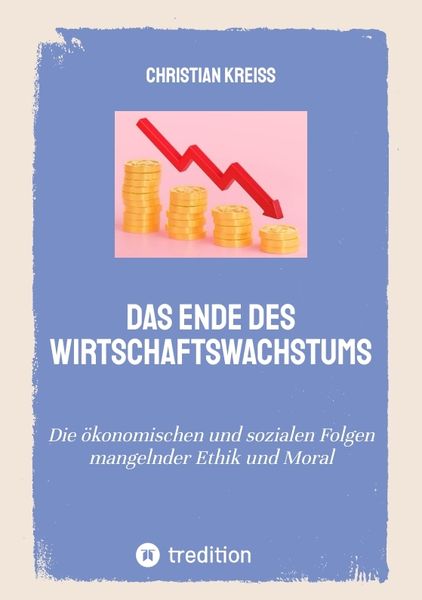 CHRISTIAN KREISS
DAS ENDE DES
WIRTSCHAFTSWACHSTUMS
Die ökonomischen und sozialen Folgen
mangelnder Ethik und Moral
tredition